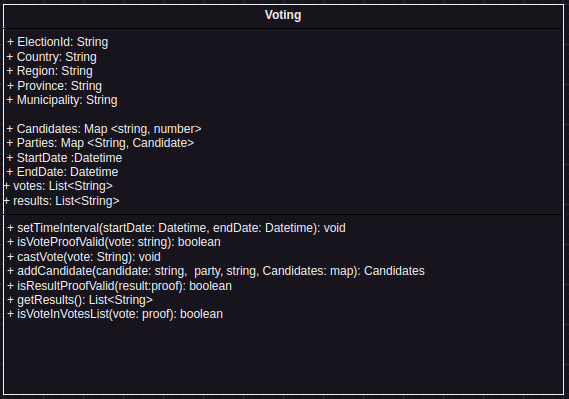 Voting
+ ElectionId: String
+ Country: String
+ Region: String
+ Province: String
+ Municipality: String
+ Candidates: Map <string, number>
+ Parties: Map <String, Candidate>
+ StartDate :Datetime
+ EndDate: Datetime
+ votes: List<String>
+ results: List<String>
+ setTimeInterval(startDate: Datetime, endDate: Datetime): void
+ isVoteProofValid(vote: string): boolean
+ castVote(vote: String): void
+ addCandidate(candidate: string,  party, string, Candidates: map): Candidates
+ isResultProofValid(result:proof): boolean
+ getResults(): List<String>
+ isVoteInVotesList(vote: proof): boolean